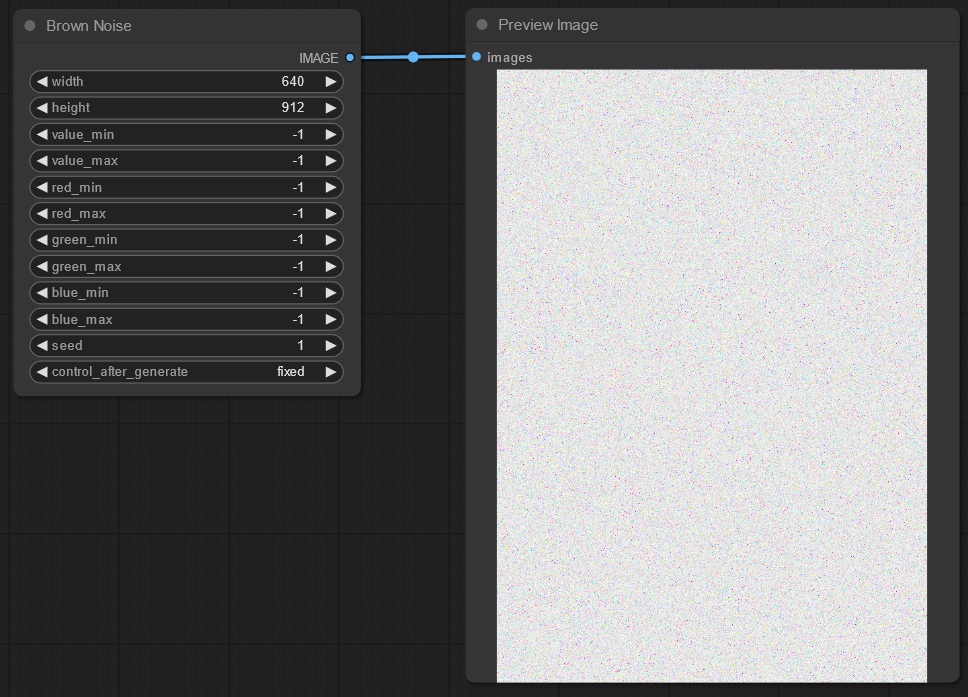 Brown Noise
IMAGE
width 640
height 912
value_min -1
value_max -1
red_min -1
red_max -1
green_min -1
green_max -1
blue_min -1
blue_max -1
seed 1
control_after_generate fixed
Preview Image
images